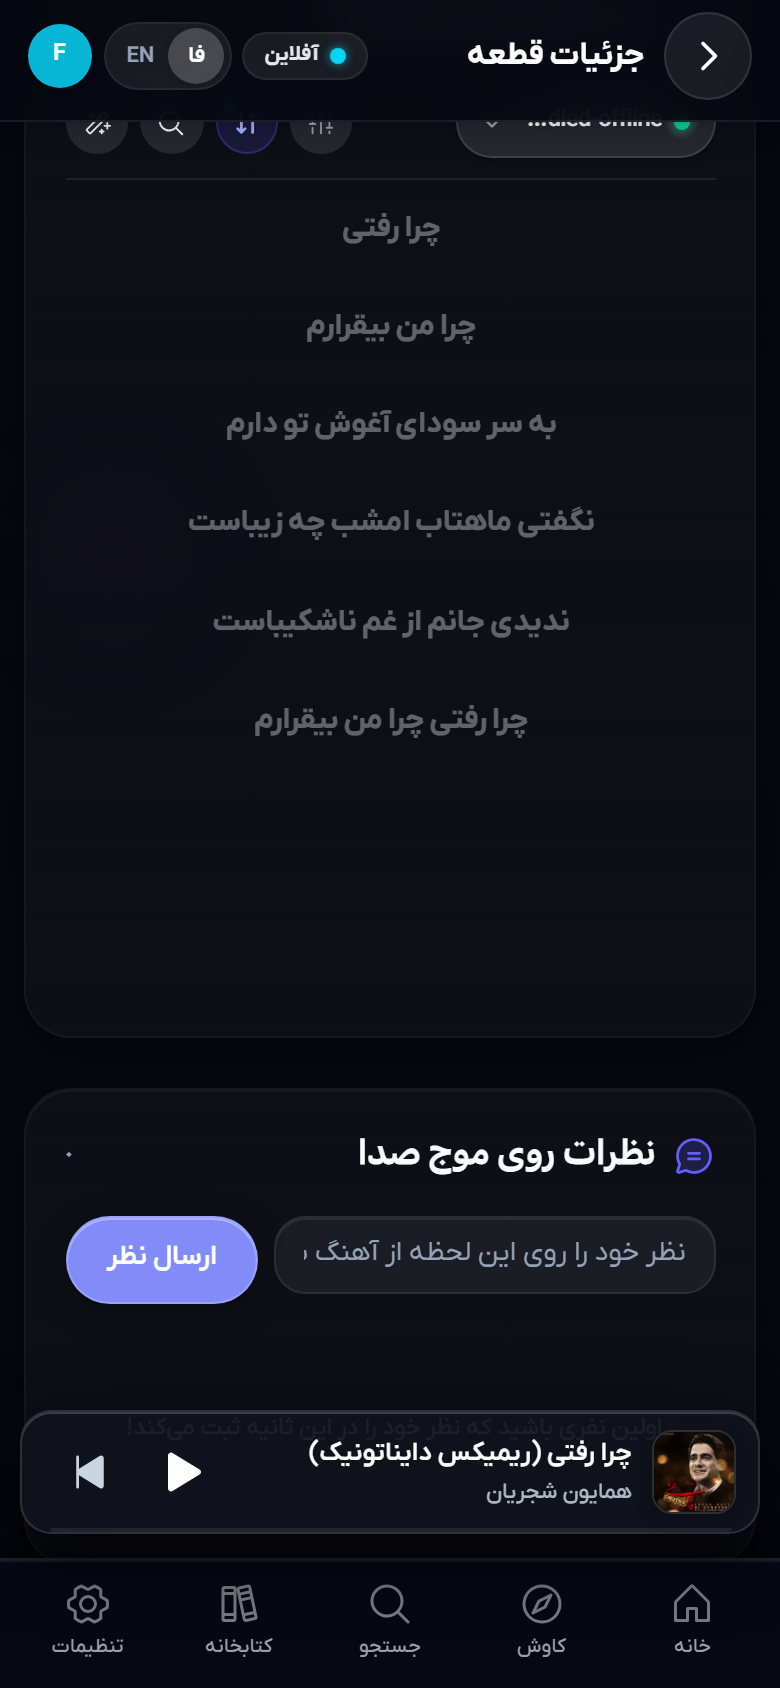 جزئیات قطعه
آفلاین
فا
EN
F
چرا رفتی
چرا من بیقرارم
به سر سودای آغوش تو دارم
نگفتی ماهتاب امشب چه زیباست
ندیدی جانم از غم ناشکیباست
چرا رفتی چرا من بیقرارم
نظرات روی موج صدا
نظر خود را روی این لحظه از آهنگ
ارسال نظر
اولین نفری باشید که نظر خود را در این ثانیه ثبت می‌کند!
چرا رفتی (ریمیکس دایناتونیک)
همایون شجریان
خانه
کاوش
جستجو
کتابخانه
تنظیمات